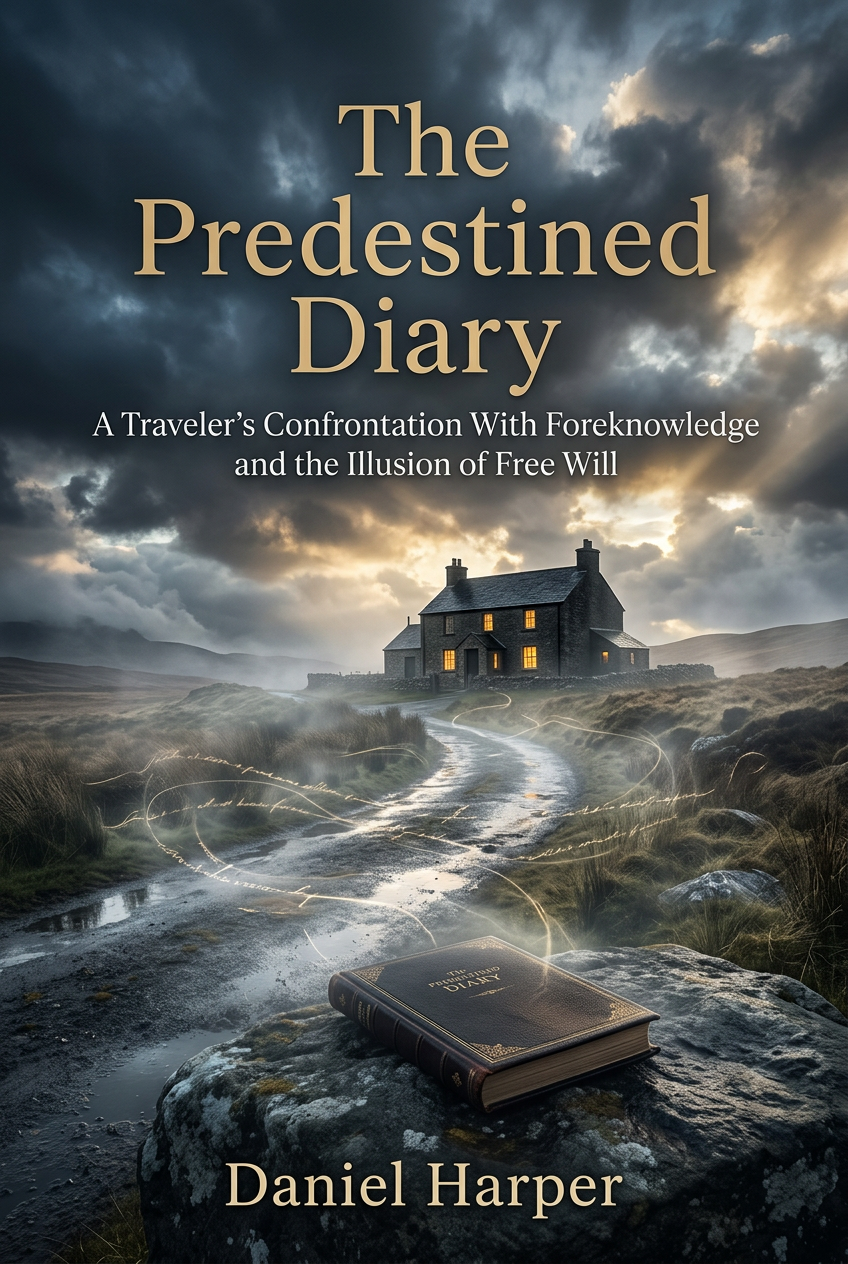 The
Predestined
Diary
A Traveler’s Confrontation With Foreknowledge
and the Illusion of Free Will
The
PREDESTINED
DIARY
Daniel Harper